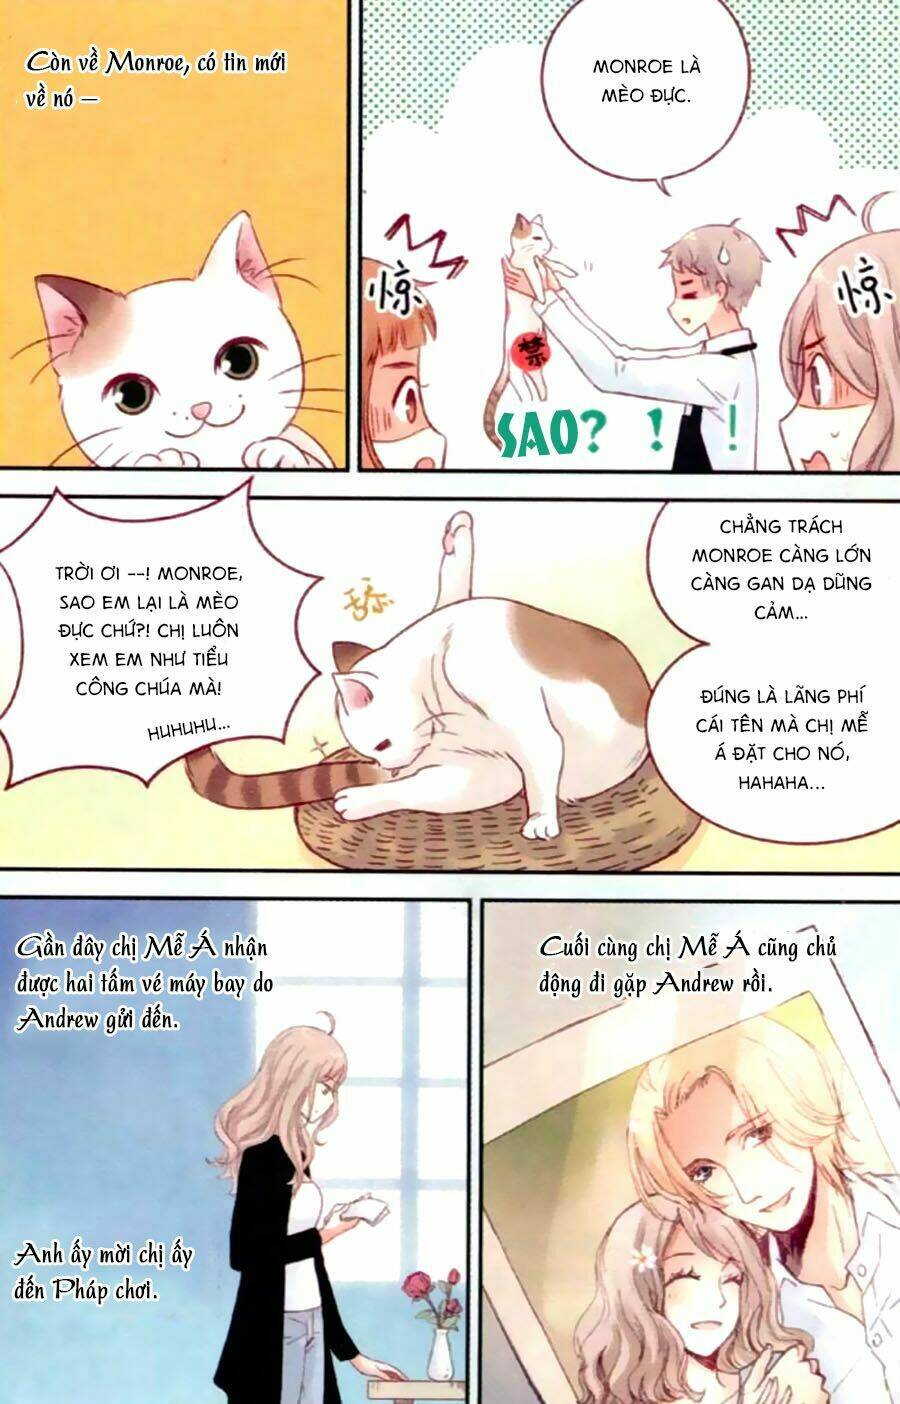 Còn về Monroe, có tin mới
về nó –
MONROE LÀ
MÈO ĐỰC.
惊
惊
禁
SAO?!!
TRỜI ƠI --! MONROE,
SAO EM LẠI LÀ MÈO
ĐỰC CHỨ?! CHỊ LUÔN
XEM EM NHƯ TIỂU
CÔNG CHÚA MÀ!
HUHUHU...
舔
CHẲNG TRÁCH
MONROE CÀNG LỚN
CÀNG GAN DẠ DŨNG
CẢM...
ĐÚNG LÀ LÃNG PHÍ
CÁI TÊN MÀ CHỊ MỄ
Á ĐẶT CHO NÓ,
HAHAHA...
Gần đây chị Mễ Á nhận
được hai tấm vé máy bay do
Andrew gửi đến.
Anh ấy mời chị ấy
đến Pháp chơi.
Cuối cùng chị Mễ Á cũng chủ
động đi gặp Andrew rồi.